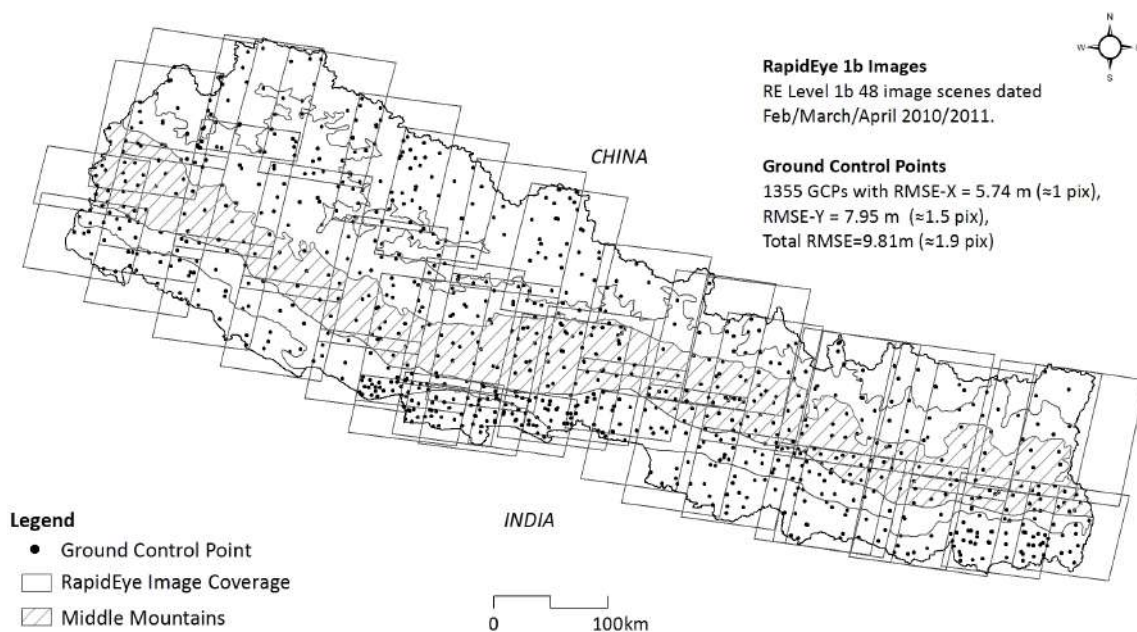 N
W
S
RapidEye 1b Images
RE Level 1b 48 image scenes dated
Feb/March/April 2010/2011.
CHINA
Ground Control Points
1355 GCPs with RMSE-X = 5.74 m (≈1 pix),
RMSE-Y = 7.95 m (≈1.5 pix),
Total RMSE=9.81m (≈1.9 pix)
INDIA
Legend
Ground Control Point
RapidEye Image Coverage
Middle Mountains
0 100km